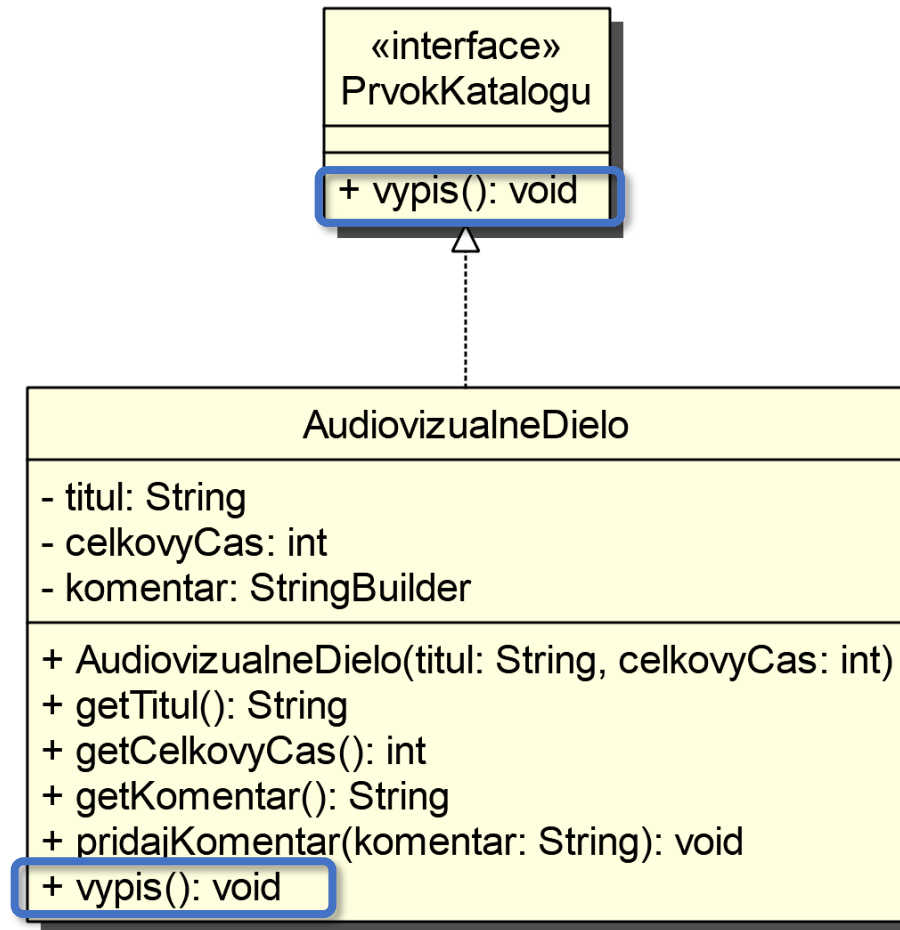 «interface»
PrvokKatalogu
+ vypis(): void
AudiovizualneDielo
- titul: String
- celkovyCas: int
- komentar: StringBuilder
+ AudiovizualneDielo(titul: String, celkovyCas: int)
+ getTitul(): String
+ getCelkovyCas(): int
+ getKomentar(): String
+ pridajKomentar(komentar: String): void
+ vypis(): void